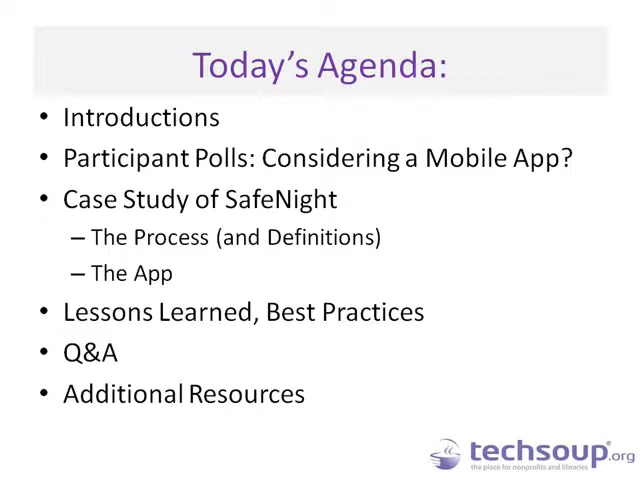 Today's Agenda:
• Introductions
• Participant Polls: Considering a Mobile App?
• Case Study of SafeNight
– The Process (and Definitions)
– The App
• Lessons Learned, Best Practices
• Q&A
• Additional Resources
techsoup®.org
the place for nonprofits and libraries